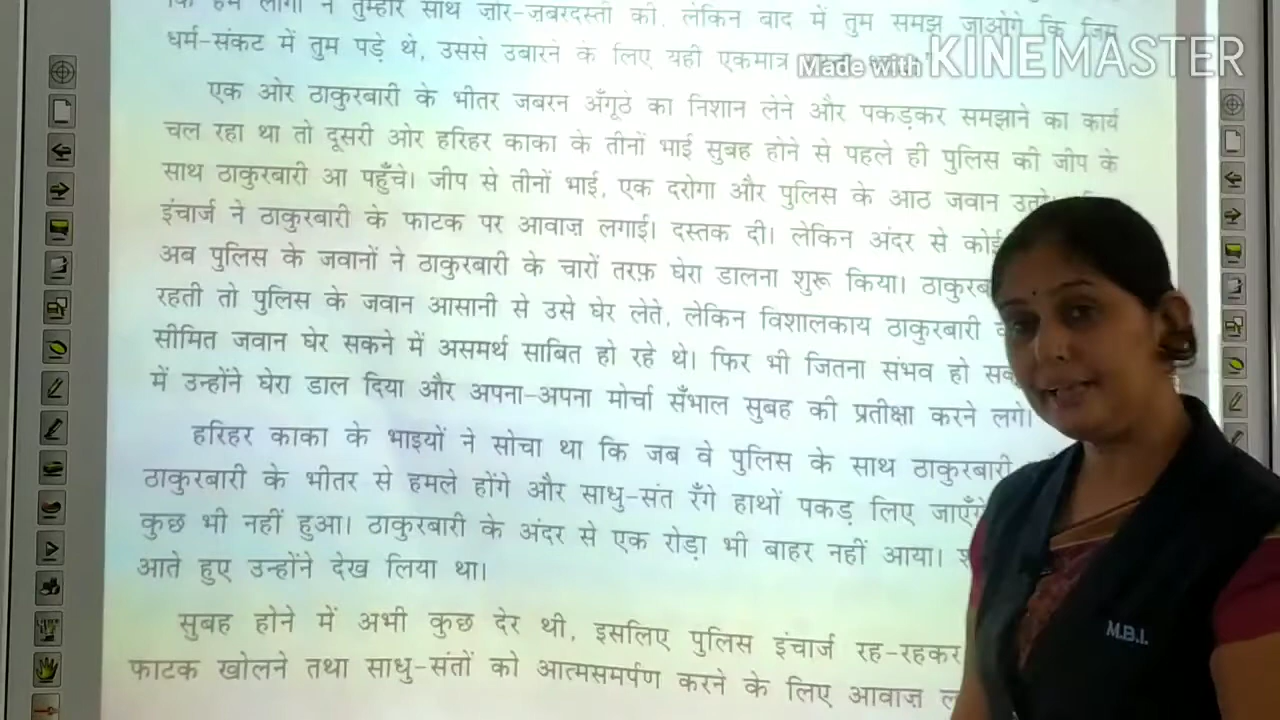 कि हम लोगों ने तुम्हारे साथ ज़ोर-ज़बरदस्ती की, लेकिन बाद में तुम समझ जाओगे कि जिस
धर्म-संकट में तुम पड़े थे, उससे उबारने के लिए यही एकमात्र
Made with KINEMASTER
एक ओर ठाकुरबारी के भीतर जबरन अँगूठे का निशान लेने और पकड़कर समझाने का कार्य
चल रहा था तो दूसरी ओर हरिहर काका के तीनों भाई सुबह होने से पहले ही पुलिस की जीप के
साथ ठाकुरबारी आ पहुँचे। जीप से तीनों भाई, एक दरोगा और पुलिस के आठ जवान उतरे।
इंचार्ज ने ठाकुरबारी के फाटक पर आवाज़ लगाई। दस्तक दी। लेकिन अंदर से कोई
अब पुलिस के जवानों ने ठाकुरबारी के चारों तरफ़ घेरा डालना शुरू किया।
रहती तो पुलिस के जवान आसानी से उसे घेर लेते, लेकिन विशालकाय ठाकुरबारी
सीमित जवान घेर सकने में असमर्थ साबित हो रहे थे। फिर भी जितना संभव हो
में उन्होंने घेरा डाल दिया और अपना-अपना मोर्चा सँभाल सुबह की प्रतीक्षा करने लगे।
हरिहर काका के भाइयों ने सोचा था कि जब वे पुलिस के साथ ठाकुरबारी
ठाकुरबारी के भीतर से हमले होंगे और साधु-संत रँगे हाथों पकड़ लिए जाएँगे
कुछ भी नहीं हुआ। ठाकुरबारी के अंदर से एक रोड़ा भी बाहर नहीं आया।
आते हुए उन्होंने देख लिया था।
सुबह होने में अभी कुछ देर थी, इसलिए पुलिस इंचार्ज रह-रहकर
फाटक खोलने तथा साधु-संतों को आत्मसमर्पण करने के लिए आवाज़
M.B.I.